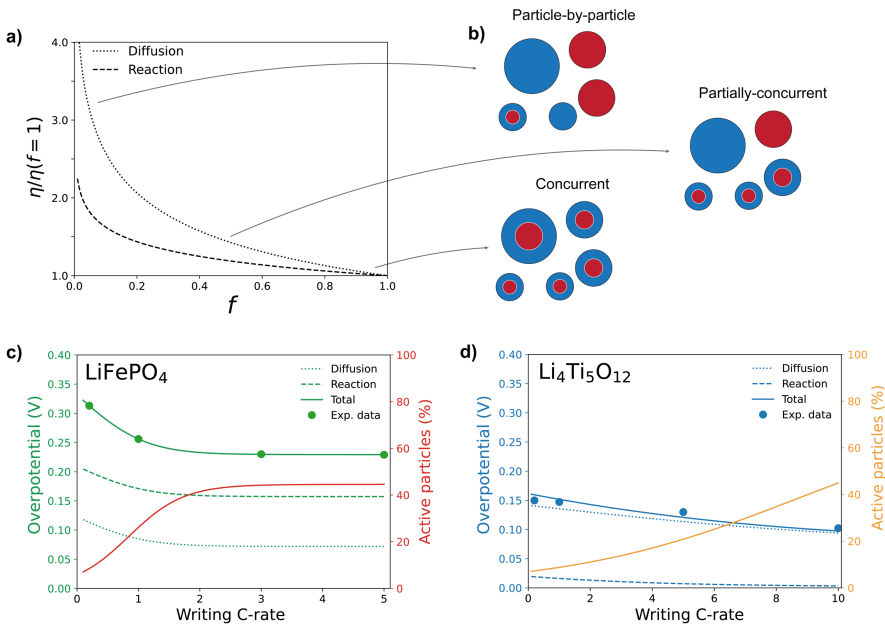 a)
4.0
3.0
2.0
1.0
η/η(f = 1)
Diffusion
Reaction
0.0 0.2 0.4 0.6 0.8 1.0
f
b)
Particle-by-particle
Partially-concurrent
Concurrent
c)
LiFePO₄
0.40
0.35
0.30
0.25
0.20
0.15
0.10
0.05
0.00
Overpotential (V)
Diffusion
Reaction
Total
Exp. data
100
80
60
40
20
0
Active particles (%)
0 1 2 3 4 5
Writing C-rate
d)
Li₄Ti₅O₁₂
0.40
0.35
0.30
0.25
0.20
0.15
0.10
0.05
0.00
Overpotential (V)
Diffusion
Reaction
Total
Exp. data
100
80
60
40
20
0
Active particles (%)
0 2 4 6 8 10
Writing C-rate